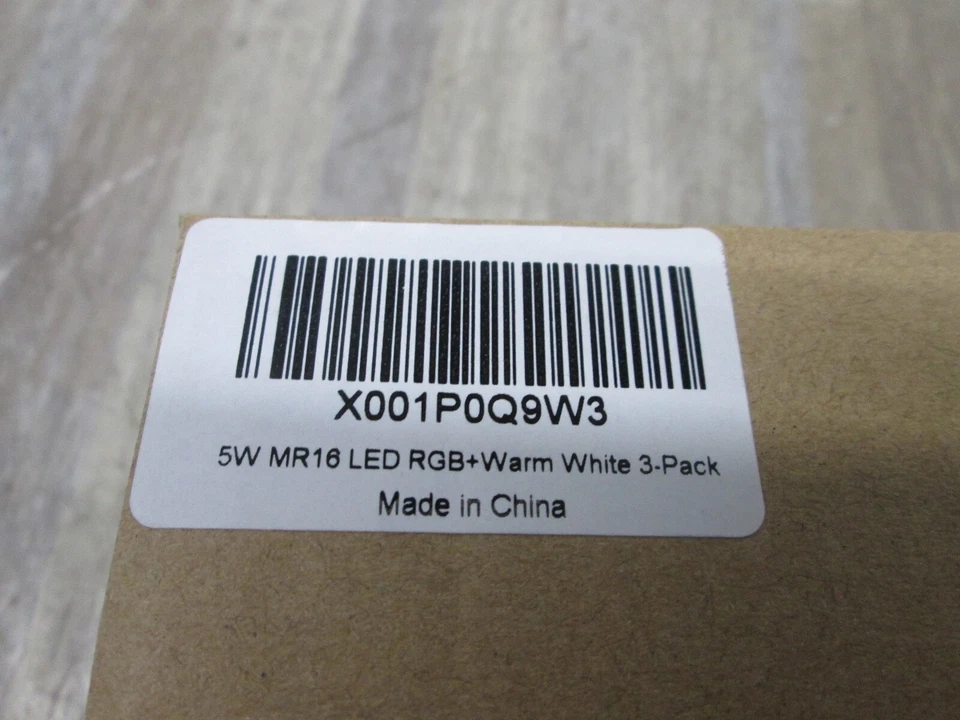 X001P0Q9W3
5W MR16 LED RGB+Warm White 3-Pack
Made in China